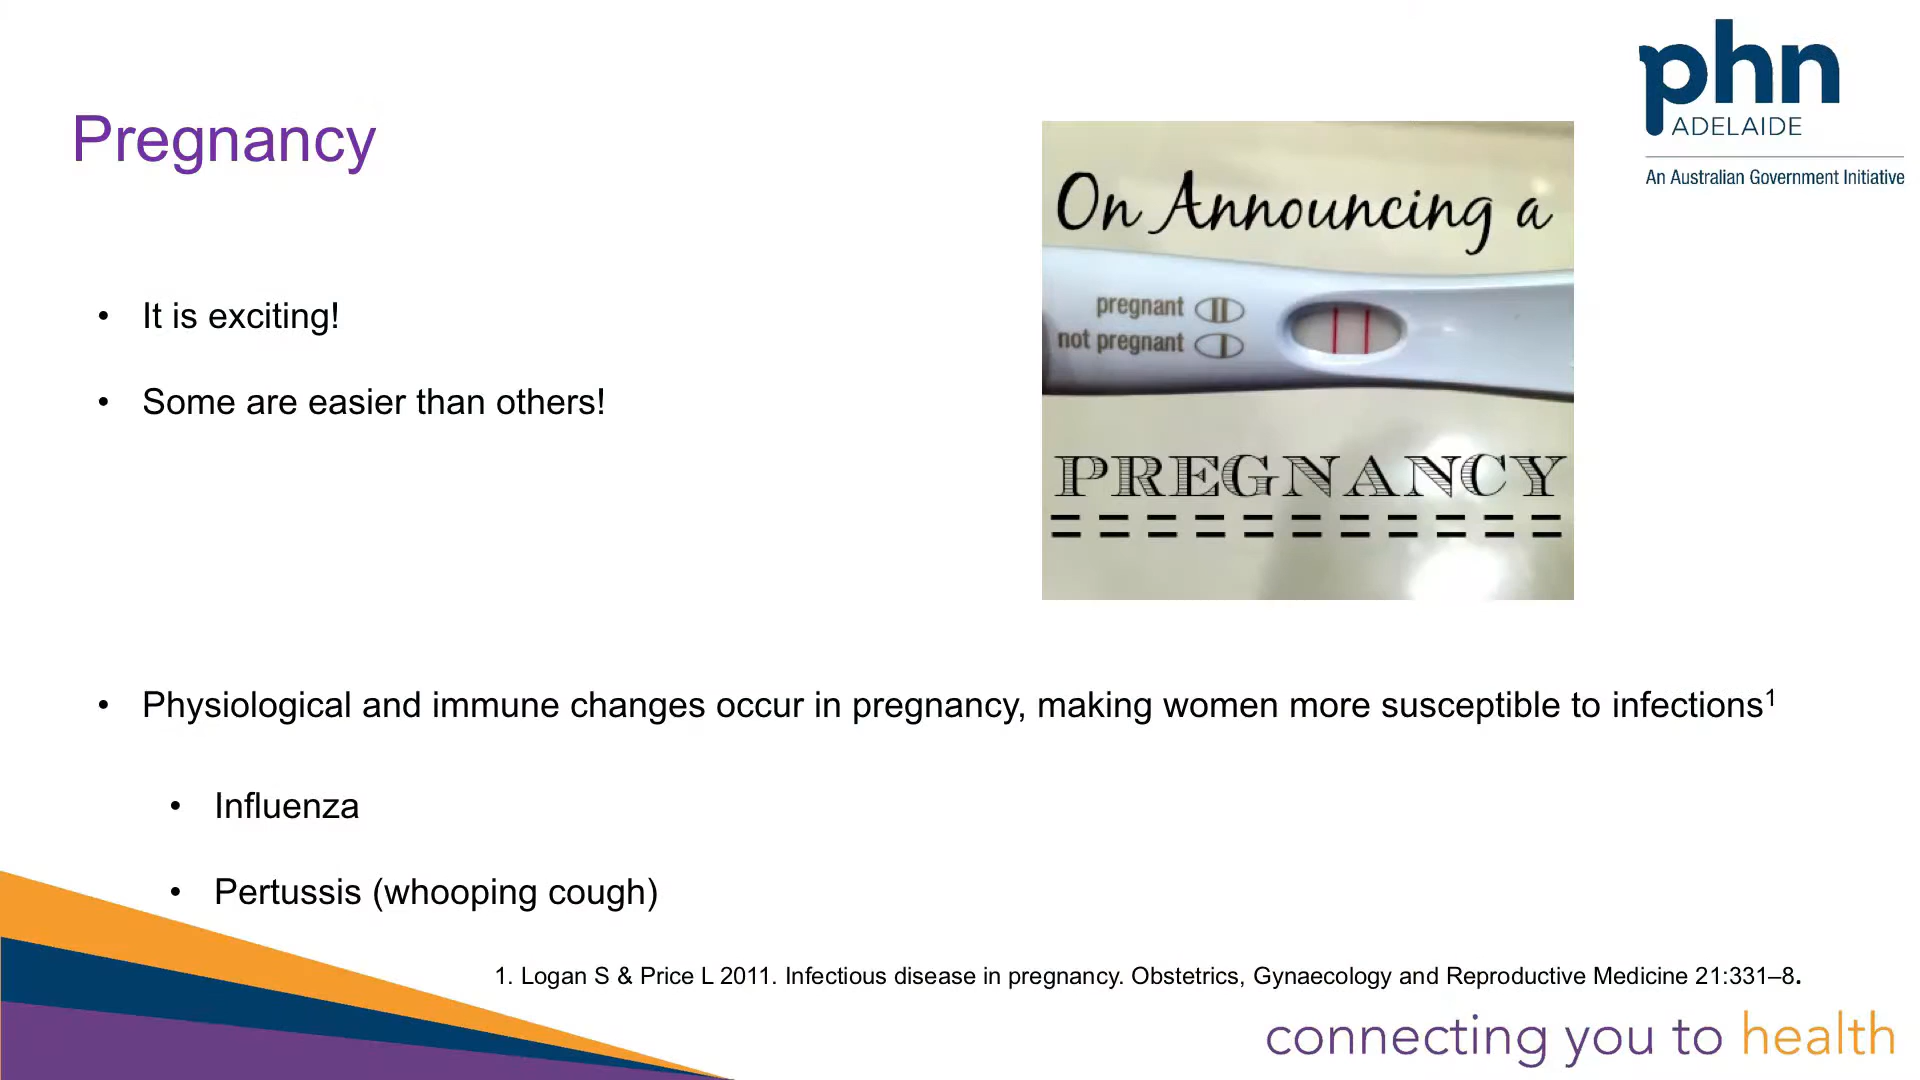 phn
ADELAIDE
An Australian Government Initiative
Pregnancy
On Announcing a
pregnant
not pregnant
PREGNANCY
• It is exciting!
• Some are easier than others!
• Physiological and immune changes occur in pregnancy, making women more susceptible to infections¹
• Influenza
• Pertussis (whooping cough)
1. Logan S & Price L 2011. Infectious disease in pregnancy. Obstetrics, Gynaecology and Reproductive Medicine 21:331–8.
connecting you to health